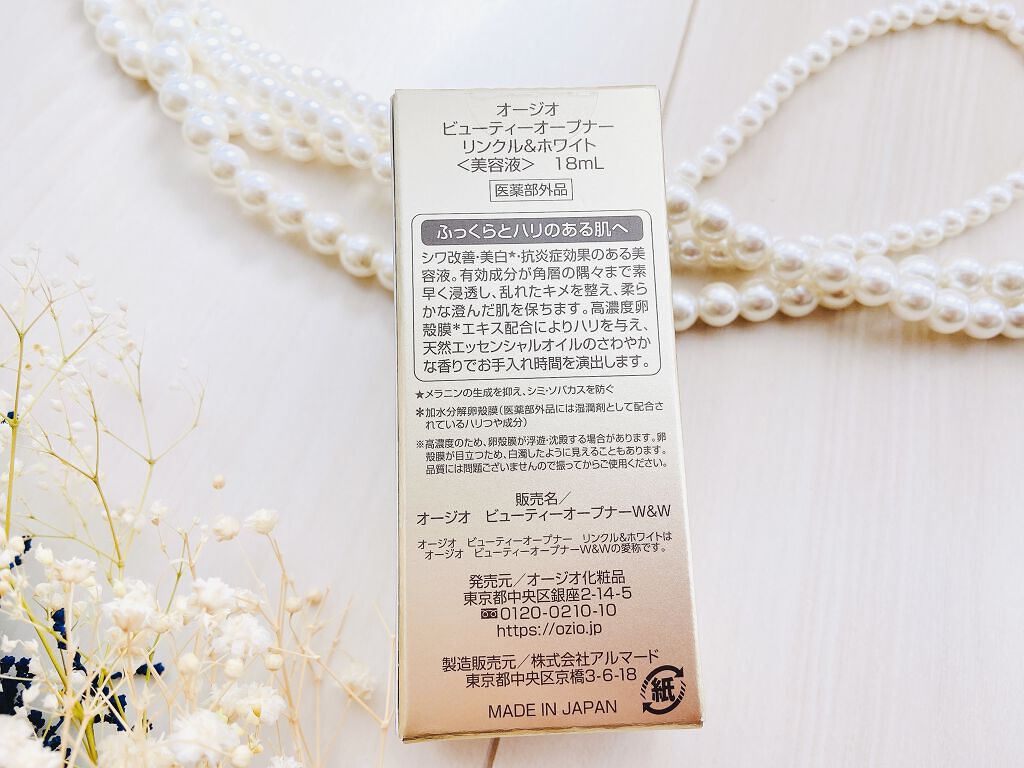 オージオ
ビューティーオープナー
リンクル&ホワイト
＜美容液＞　18mL
医薬部外品
ふっくらとハリのある肌へ
シワ改善・美白★・抗炎症効果のある美
容液。有効成分が角層の隅々まで素
早く浸透し、乱れたキメを整え、柔ら
かな澄んだ肌を保ちます。高濃度卵
殻膜＊エキス配合によりハリを与え、
天然エッセンシャルオイルのさわやか
な香りでお手入れ時間を演出します。
★メラニンの生成を抑え、シミ・ソバカスを防ぐ
＊加水分解卵殻膜（医薬部外品には湿潤剤として配合さ
れているハリつや成分）
※高濃度のため、卵殻膜が浮遊・沈殿する場合があります。卵
殻膜が目立つため、白濁したように見えることもあります。
品質には問題ございませんので振ってからご使用ください。
販売名／
オージオ　ビューティーオープナーW&W
オージオ　ビューティーオープナー　リンクル&ホワイトは
オージオ　ビューティーオープナーW&Wの愛称です。
発売元／オージオ化粧品
東京都中央区銀座2-14-5
0120-0210-10
https://ozio.jp
製造販売元／株式会社アルマード
東京都中央区京橋3-6-18
紙
MADE IN JAPAN